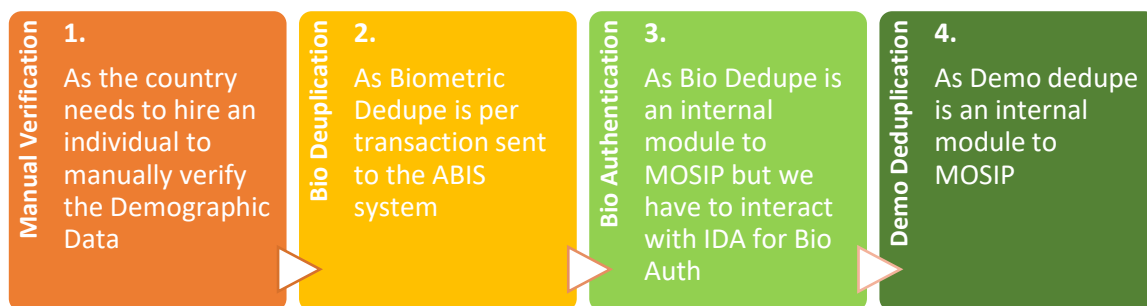 Manual Verification
1.
As the country
needs to hire an
individual to
manually verify
the Demographic
Data
Bio Deuplication
2.
As Biometric
Dedupe is per
transaction sent
to the ABIS
system
Bio Authentication
3.
As Bio Dedupe is
an internal
module to
MOSIP but we
have to interact
with IDA for Bio
Auth
Demo Deduplication
4.
As Demo dedupe
is an internal
module to
MOSIP